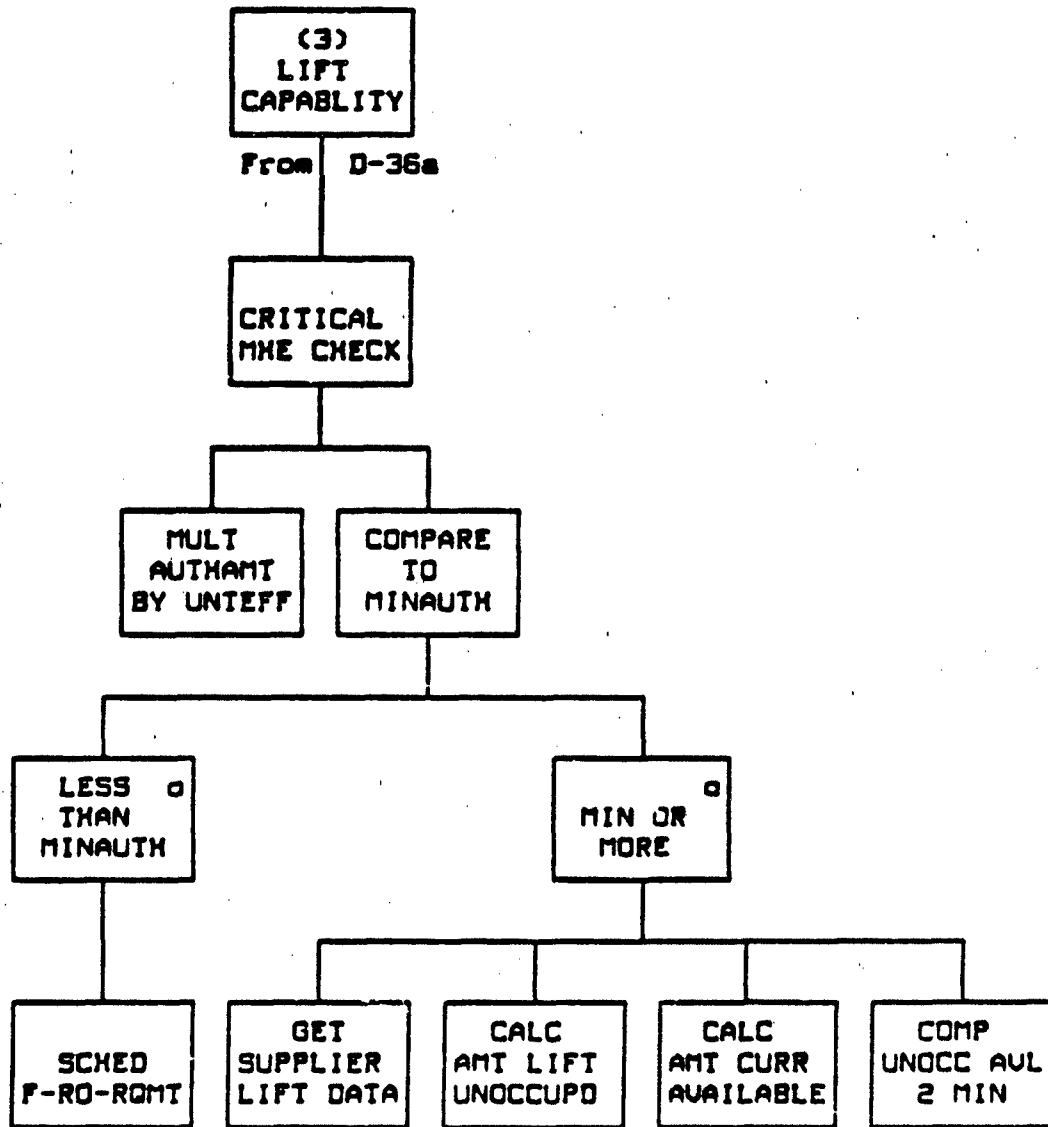 (3)
LIFT
CAPABLITY
From D-36a
CRITICAL
MHE CHECK
MULT
AUTHAMT
BY UNTEFF
COMPARE
TO
MINAUTH
LESS o
THAN
MINAUTH
o
MIN OR
MORE
SCHED
F-RO-RQMT
GET
SUPPLIER
LIFT DATA
CALC
AMT LIFT
UNOCCUPD
CALC
AMT CURR
AVAILABLE
COMP
UNOCC AVL
2 MIN